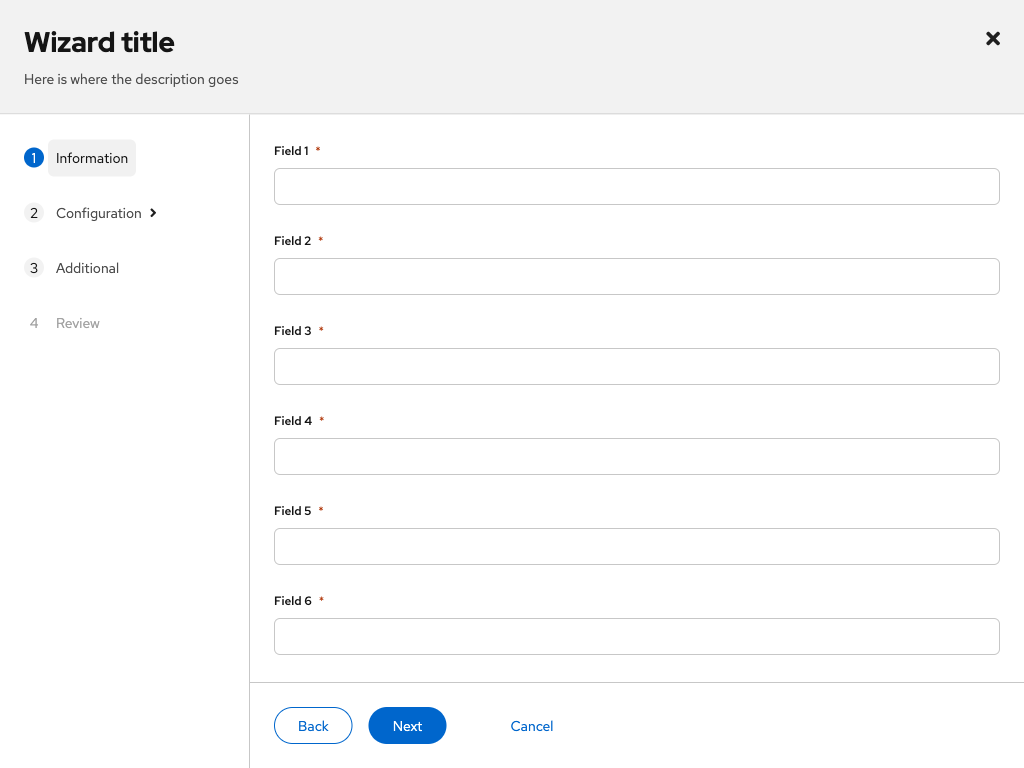 Wizard title
Here is where the description goes
1 Information
2 Configuration
3 Additional
4 Review
Field 1 *
Field 2 *
Field 3 *
Field 4 *
Field 5 *
Field 6 *
Back Next Cancel